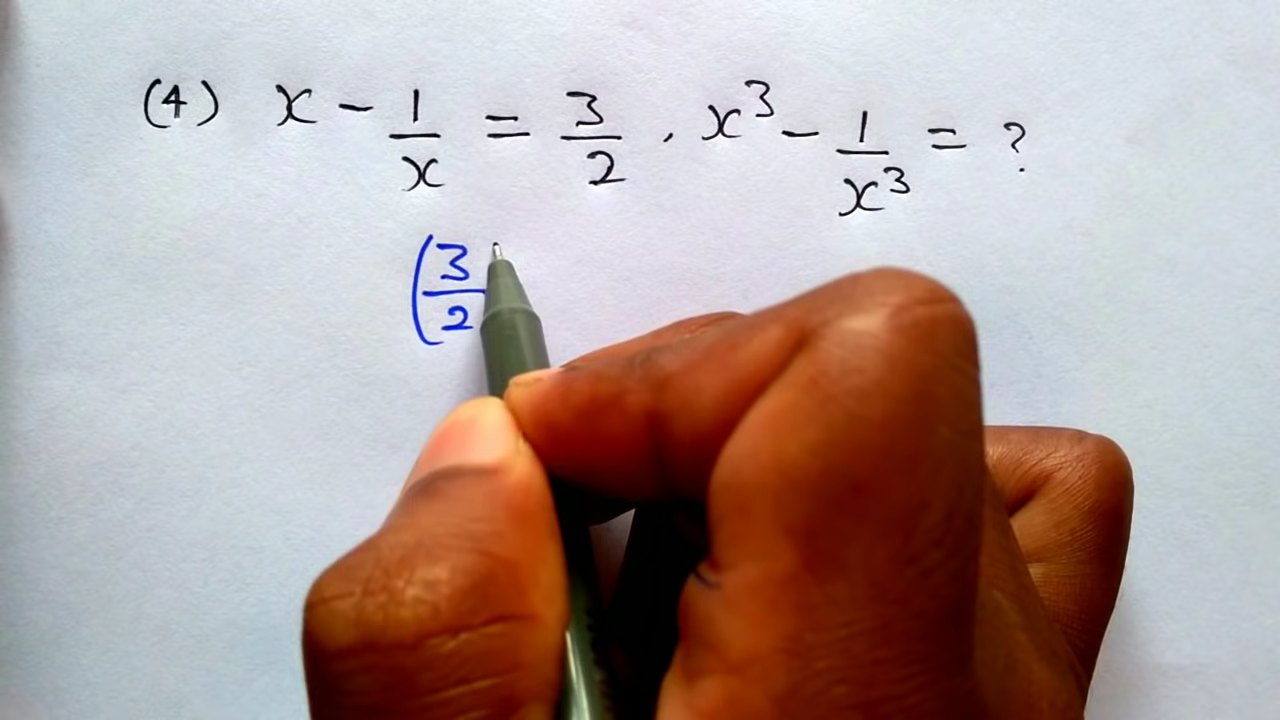 (4) x - 1/x = 3/2 , x³ - 1/x³ = ?
(3/2